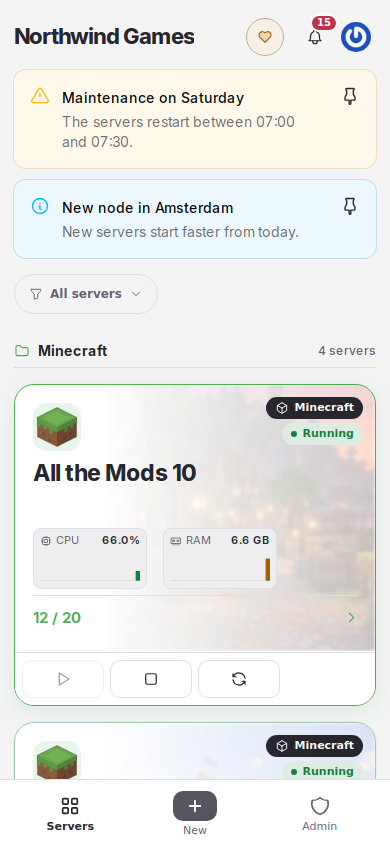 Northwind Games
15
Maintenance on Saturday
The servers restart between 07:00
and 07:30.
New node in Amsterdam
New servers start faster from today.
All servers
Minecraft
4 servers
Minecraft
Running
All the Mods 10
CPU 66.0%
RAM 6.6 GB
12 / 20
Minecraft
Running
Servers
New
Admin